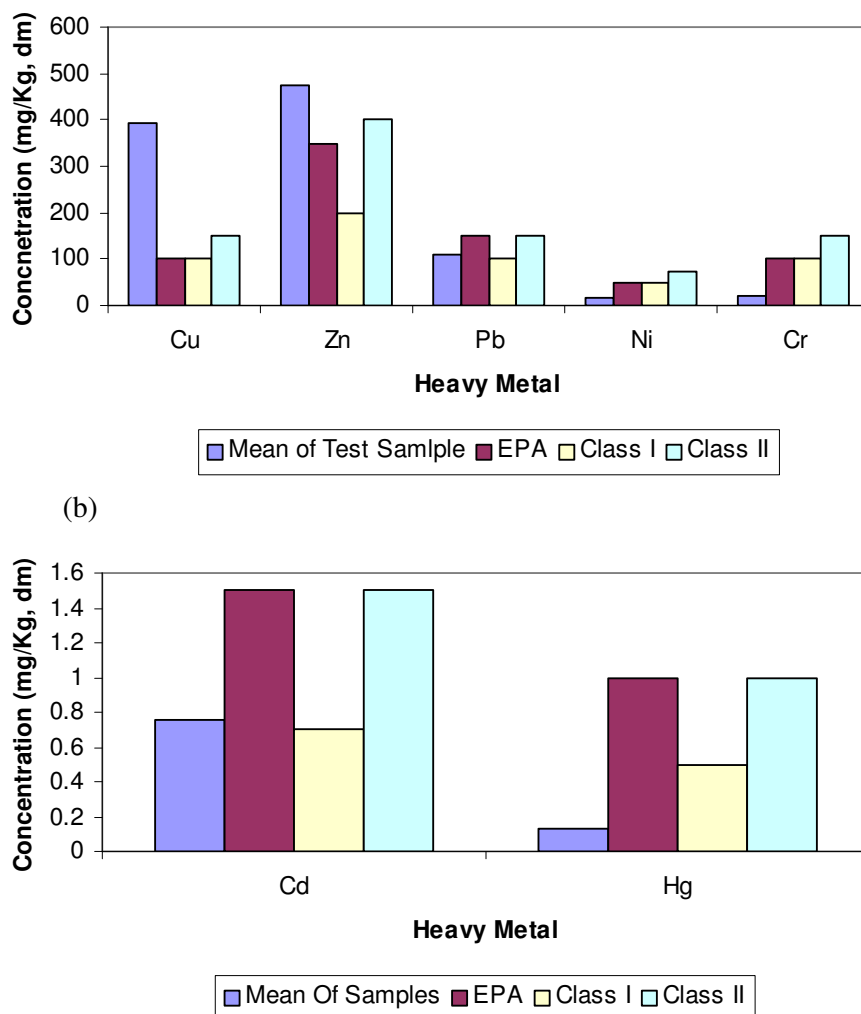 600
500
400
300
200
100
0
Concnetration (mg/Kg, dm)
Cu Zn Pb Ni Cr
Heavy Metal
Mean of Test Samlple EPA Class I Class II
(b)
1.6
1.4
1.2
1
0.8
0.6
0.4
0.2
0
Concentration (mg/Kg, dm)
Cd Hg
Heavy Metal
Mean Of Samples EPA Class I Class II